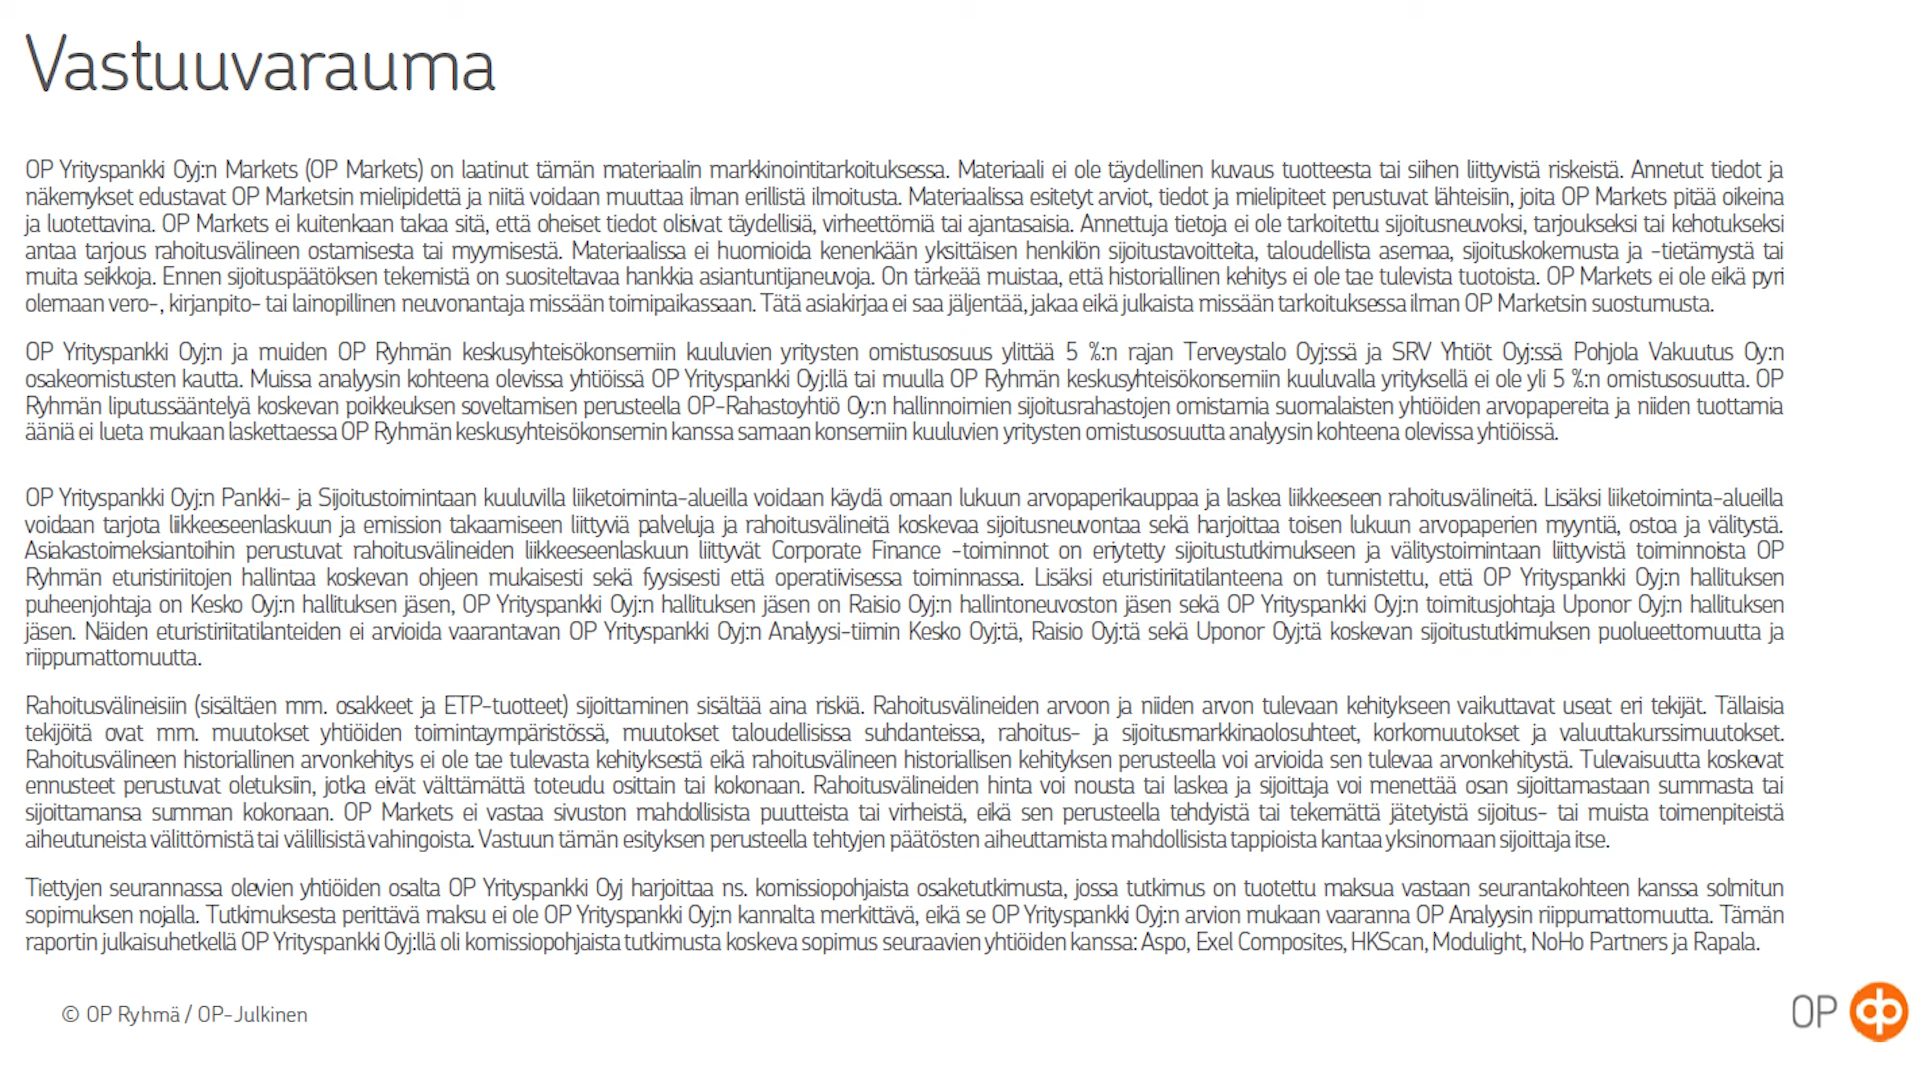 Vastuuvarauma
OP Yrityspankki Oyj:n Markets (OP Markets) on laatinut tämän materiaalin markkinointitarkoituksessa. Materiaali ei ole täydellinen kuvaus tuotteesta tai siihen liittyvistä riskeistä. Annetut tiedot ja
näkemykset edustavat OP Marketsin mielipidettä ja niitä voidaan muuttaa ilman erillistä ilmoitusta. Materiaalissa esitetyt arviot, tiedot ja mielipiteet perustuvat lähteisiin, joita OP Markets pitää oikeina
ja luotettavina. OP Markets ei kuitenkaan takaa sitä, että oheiset tiedot olisivat täydellisiä, virheettömiä tai ajantasaisia. Annettuja tietoja ei ole tarkoitettu sijoitusneuvoksi, tarjoukseksi tai kehotukseksi
antaa tarjous rahoitusvälineen ostamisesta tai myymisestä. Materiaalissa ei huomioida kenenkään yksittäisen henkilön sijoitustavoitteita, taloudellista asemaa, sijoituskokemusta ja -tietämystä tai
muita seikkoja. Ennen sijoituspäätöksen tekemistä on suositeltavaa hankkia asiantuntijaneuvoja. On tärkeää muistaa, että historiallinen kehitys ei ole tae tulevista tuotoista. OP Markets ei ole eikä pyri
olemaan vero-, kirjanpito- tai lainopillinen neuvonantaja missään toimipaikassaan. Tätä asiakirjaa ei saa jäljentää, jakaa eikä julkaista missään tarkoituksessa ilman OP Marketsin suostumusta.
OP Yrityspankki Oyj:n ja muiden OP Ryhmän keskusyhteisökonserniin kuuluvien yritysten omistusosuus ylittää 5 %:n rajan Terveystalo Oyj:ssä ja SRV Yhtiöt Oyj:ssä Pohjola Vakuutus Oy:n
osakeomistusten kautta. Muissa analyysin kohteena olevissa yhtiöissä OP Yrityspankki Oyj:llä tai muulla OP Ryhmän keskusyhteisökonserniin kuuluvalla yrityksellä ei ole yli 5 %:n omistusosuutta. OP
Ryhmän liputussääntelyä koskevan poikkeuksen soveltamisen perusteella OP-Rahastoyhtiö Oy:n hallinnoimien sijoitusrahastojen omistamia suomalaisten yhtiöiden arvopapereita ja niiden tuottamia
ääniä ei lueta mukaan laskettaessa OP Ryhmän keskusyhteisökonsernin kanssa samaan konserniin kuuluvien yritysten omistusosuutta analyysin kohteena olevissa yhtiöissä.
OP Yrityspankki Oyj:n Pankki- ja Sijoitustoimintaan kuuluvilla liiketoiminta-alueilla voidaan käydä omaan lukuun arvopaperikauppaa ja laskea liikkeeseen rahoitusvälineitä. Lisäksi liiketoiminta-alueilla
voidaan tarjota liikkeeseenlaskuun ja emission takaamiseen liittyviä palveluja ja rahoitusvälineitä koskevaa sijoitusneuvontaa sekä harjoittaa toisen lukuun arvopaperien myyntiä, ostoa ja välitystä.
Asiakastoimeksiantoihin perustuvat rahoitusvälineiden liikkeeseenlaskuun liittyvät Corporate Finance -toiminnot on eriytetty sijoitustutkimukseen ja välitystoimintaan liittyvistä toiminnoista OP
Ryhmän eturistiriitojen hallintaa koskevan ohjeen mukaisesti sekä fyysisesti että operatiivisessa toiminnassa. Lisäksi eturistiriitatilanteena on tunnistettu, että OP Yrityspankki Oyj:n hallituksen
puheenjohtaja on Kesko Oyj:n hallituksen jäsen, OP Yrityspankki Oyj:n hallituksen jäsen on Raisio Oyj:n hallintoneuvoston jäsen sekä OP Yrityspankki Oyj:n toimitusjohtaja Uponor Oyj:n hallituksen
jäsen. Näiden eturistiriitatilanteiden ei arvioida vaarantavan OP Yrityspankki Oyj:n Analyysi-tiimin Kesko Oyj:tä, Raisio Oyj:tä sekä Uponor Oyj:tä koskevan sijoitustutkimuksen puolueettomuutta ja
riippumattomuutta.
Rahoitusvälineisiin (sisältäen mm. osakkeet ja ETP-tuotteet) sijoittaminen sisältää aina riskiä. Rahoitusvälineiden arvoon ja niiden arvon tulevaan kehitykseen vaikuttavat useat eri tekijät. Tällaisia
tekijöitä ovat mm. muutokset yhtiöiden toimintaympäristössä, muutokset taloudellisissa suhdanteissa, rahoitus- ja sijoitusmarkkinaolosuhteet, korkomuutokset ja valuuttakurssimuutokset.
Rahoitusvälineen historiallinen arvonkehitys ei ole tae tulevasta kehityksestä eikä rahoitusvälineen historiallisen kehityksen perusteella voi arvioida sen tulevaa arvonkehitystä. Tulevaisuutta koskevat
ennusteet perustuvat oletuksiin, jotka eivät välttämättä toteudu osittain tai kokonaan. Rahoitusvälineiden hinta voi nousta tai laskea ja sijoittaja voi menettää osan sijoittamastaan summasta tai
sijoittamansa summan kokonaan. OP Markets ei vastaa sivuston mahdollisista puutteista tai virheistä, eikä sen perusteella tehdyistä tai tekemättä jätetyistä sijoitus- tai muista toimenpiteistä
aiheutuneista välittömistä tai välillisistä vahingoista. Vastuun tämän esityksen perusteella tehtyjen päätösten aiheuttamista mahdollisista tappioista kantaa yksinomaan sijoittaja itse.
Tiettyjen seurannassa olevien yhtiöiden osalta OP Yrityspankki Oyj harjoittaa ns. komissiopohjaista osaketutkimusta, jossa tutkimus on tuotettu maksua vastaan seurantakohteen kanssa solmitun
sopimuksen nojalla. Tutkimuksesta perittävä maksu ei ole OP Yrityspankki Oyj:n kannalta merkittävä, eikä se OP Yrityspankki Oyj:n arvion mukaan vaaranna OP Analyysin riippumattomuutta. Tämän
raportin julkaisuhetkellä OP Yrityspankki Oyj:llä oli komissiopohjaista tutkimusta koskeva sopimus seuraavien yhtiöiden kanssa: Aspo, Exel Composites, HKScan, Modulight, NoHo Partners ja Rapala.
© OP Ryhmä / OP-Julkinen
OP